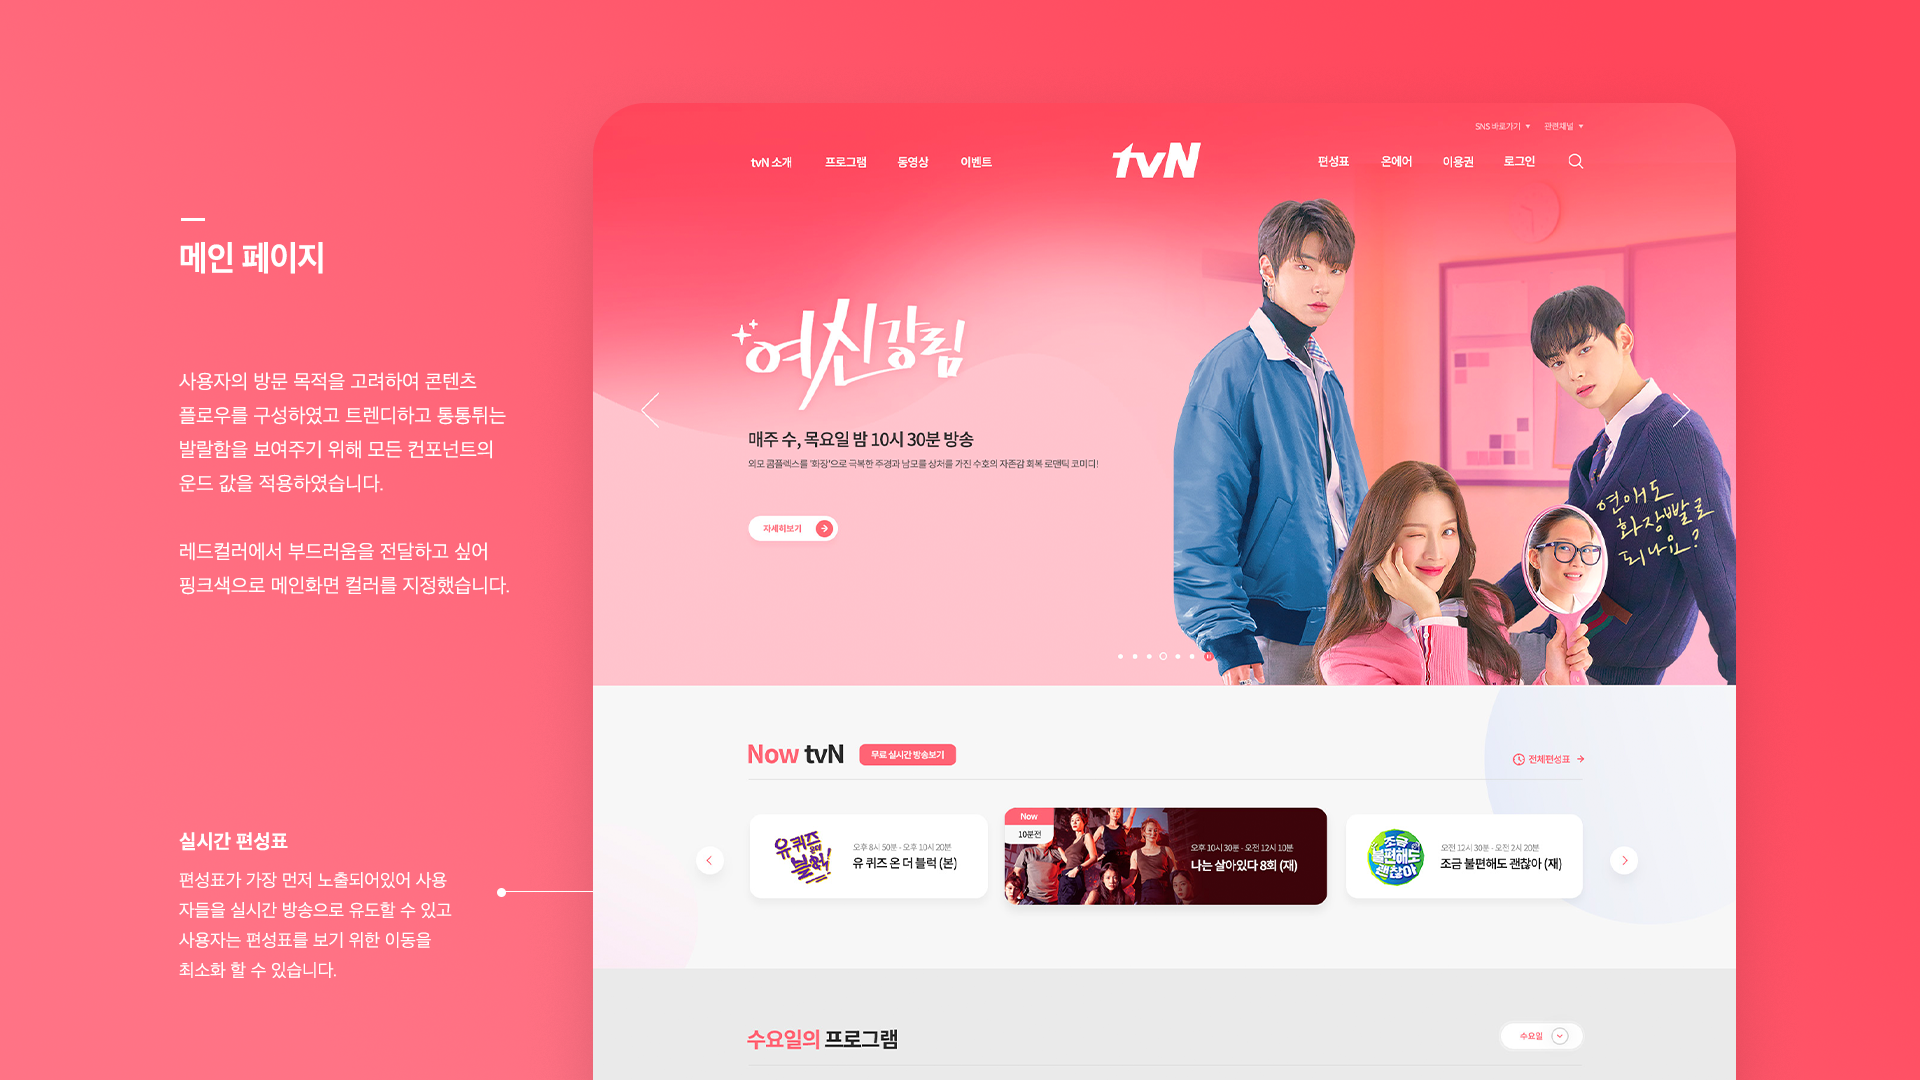 메인 페이지
사용자의 방문 목적을 고려하여 콘텐츠
플로우를 구성하였고 트렌디하고 통통튀는
발랄함을 보여주기 위해 모든 컨포넌트의
운드 값을 적용하였습니다.
레드컬러에서 부드러움을 전달하고 싶어
핑크색으로 메인화면 컬러를 지정했습니다.
실시간 편성표
편성표가 가장 먼저 노출되어있어 사용
자들을 실시간 방송으로 유도할 수 있고
사용자는 편성표를 보기 위한 이동을
최소화 할 수 있습니다.
SNS 바로가기 관련채널
tvN 소개 프로그램 동영상 이벤트 tvN 편성표 온에어 이용권 로그인
여신강림
매주 수, 목요일 밤 10시 30분 방송
외모 콤플렉스를 '화장'으로 극복한 주경과 남모를 상처를 가진 수호의 자존감 회복 로맨틱 코미디!
자세히보기
연애도
화장빨로
되나요?
Now tvN 무료 실시간 방송보기 전체편성표
유퀴즈
온더
블럭!
오후 8시 50분 - 오후 10시 20분
유 퀴즈 온 더 블럭 (본)
Now
10분전
오후 10시 30분 - 오전 12시 10분
나는 살아있다 8회 (재)
조금
불편해도
괜찮아
오전 12시 30분 - 오전 2시 20분
조금 불편해도 괜찮아 (재)
수요일의 프로그램 수요일